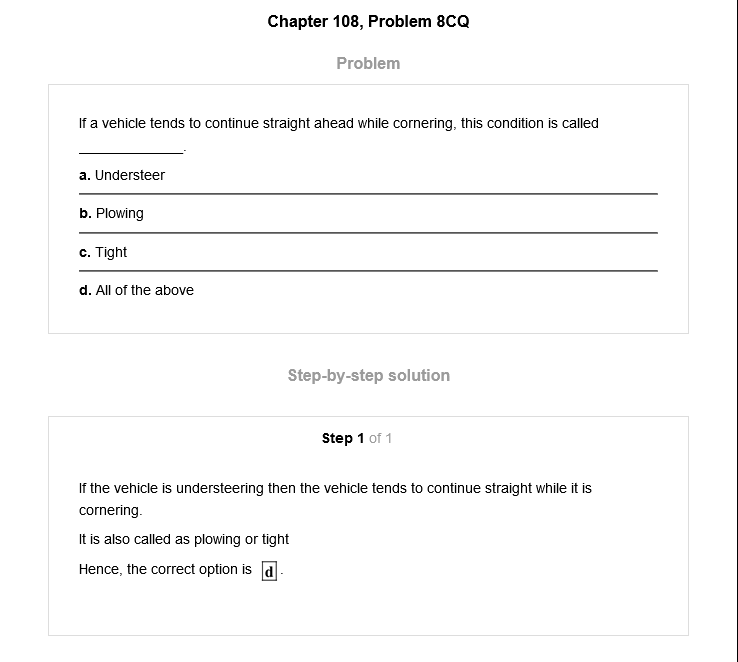 Chapter 108, Problem 8CQ
Problem
If a vehicle tends to continue straight ahead while cornering, this condition is called
______________.
a. Understeer
b. Plowing
c. Tight
d. All of the above
Step-by-step solution
Step 1 of 1
If the vehicle is understeering then the vehicle tends to continue straight while it is
cornering.
It is also called as plowing or tight
Hence, the correct option is d.